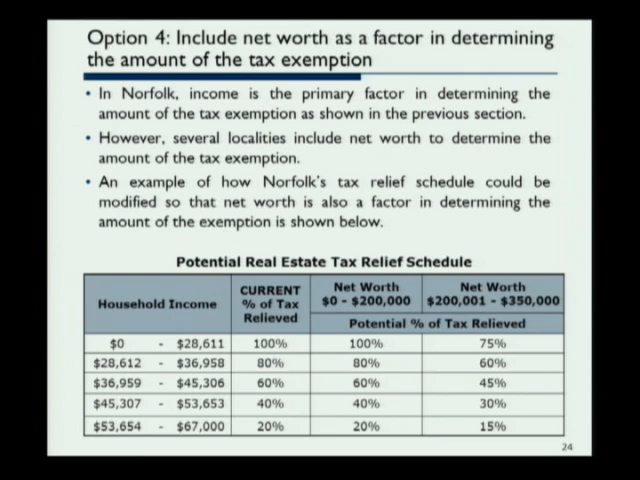 Option 4: Include net worth as a factor in determining
the amount of the tax exemption
• In Norfolk, income is the primary factor in determining the
amount of the tax exemption as shown in the previous section.
• However, several localities include net worth to determine the
amount of the tax exemption.
• An example of how Norfolk's tax relief schedule could be
modified so that net worth is also a factor in determining the
amount of the exemption is shown below.
Potential Real Estate Tax Relief Schedule
Household Income
CURRENT
% of Tax
Relieved
Net Worth
$0 - $200,000
Net Worth
$200,001 - $350,000
Potential % of Tax Relieved
$0 - $28,611 100% 100% 75%
$28,612 - $36,958 80% 80% 60%
$36,959 - $45,306 60% 60% 45%
$45,307 - $53,653 40% 40% 30%
$53,654 - $67,000 20% 20% 15%
24